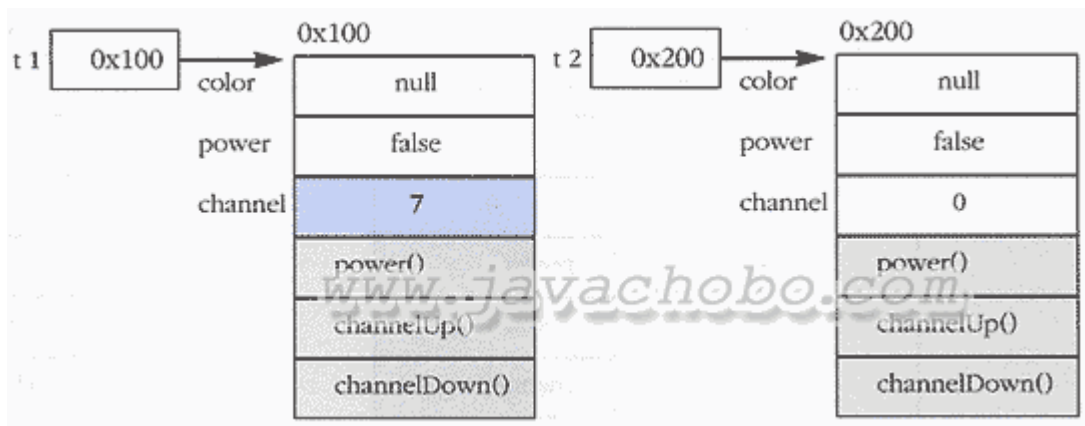 t 1
0x100
0x100
color
null
power
false
channel
7
power()
channelUp()
channelDown()
t 2
0x200
0x200
color
null
power
false
channel
0
power()
channelUp()
channelDown()
www.javachobo.com